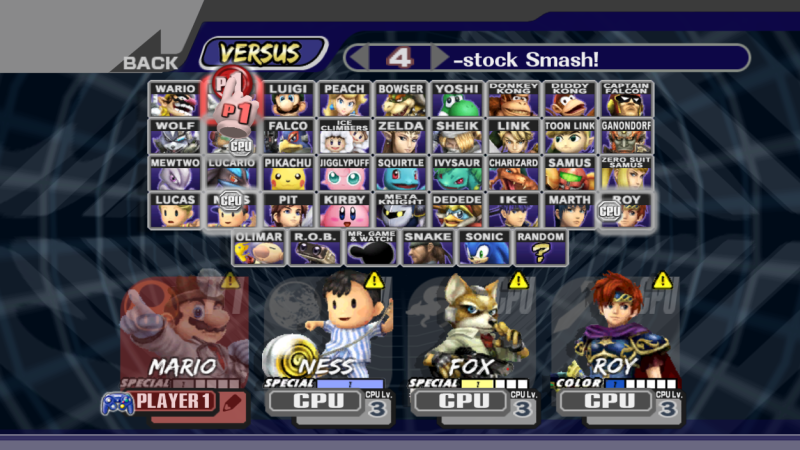 BACK
VERSUS
4 -stock Smash!
WARIO P1 LUIGI PEACH BOWSER YOSHI DONKEY KONG DIDDY KONG CAPTAIN FALCON
P1
WOLF FALCO ICE CLIMBERS ZELDA SHEIK LINK TOON LINK GANONDORF
CPU
MEWTWO LUCARIO PIKACHU JIGGLYPUFF SQUIRTLE IVYSAUR CHARIZARD SAMUS ZERO SUIT SAMUS
LUCAS CPU PIT KIRBY META KNIGHT DEDEDE IKE MARTH ROY
CPU
OLIMAR R.O.B. MR. GAME & WATCH SNAKE SONIC RANDOM
?
MARIO NESS FOX ROY
SPECIAL SPECIAL SPECIAL COLOR
PLAYER 1 CPU CPU Lv. 3 CPU CPU Lv. 3 CPU CPU Lv. 3